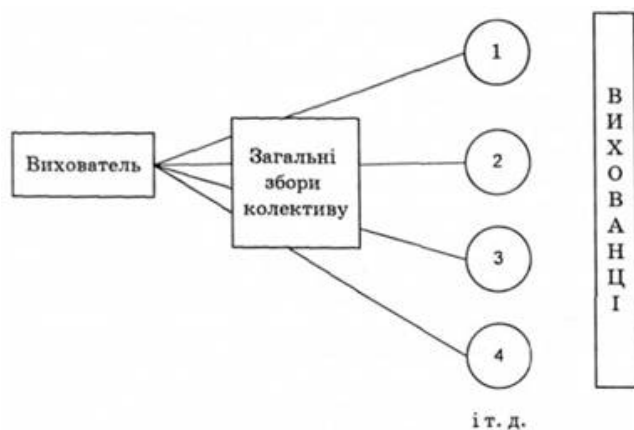 1
Вихователь
Загальні
збори
колективу
2
3
4
і т. д.
В
И
Х
О
В
А
Н
Ц
І